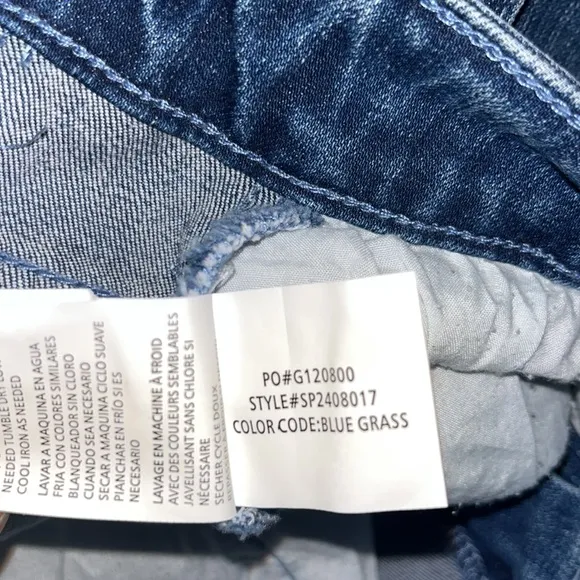 NEEDED TUMBLE DRY LOW
COOL IRON AS NEEDED
LAVAR A MAQUINA EN AGUA
FRIA CON COLORES SIMILARES
BLANQUEADOR SIN CLORO
CUANDO SEA NECESARIO
SECAR A MAQUINA CICLO SUAVE
PLANCHAR EN FRÍO SI ES
NECESARIO
LAVAGE EN MACHINE À FROID
AVEC DES COULEURS SEMBLABLES
JAVELLISANT SANS CHLORE SI
NÉCESSAIRE
SECHER CYCLE DOUX
PO#G120800
STYLE#SP2408017
COLOR CODE:BLUE GRASS